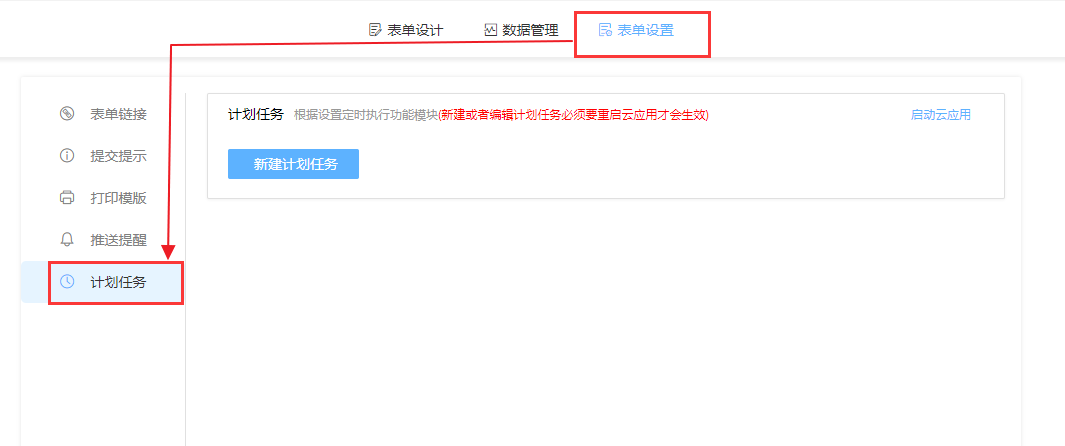 表单设计 数据管理 表单设置
表单链接
提交提示
打印模版
推送提醒
计划任务
计划任务 根据设置定时执行功能模块(新建或者编辑计划任务必须要重启云应用才会生效) 启动云应用
新建计划任务